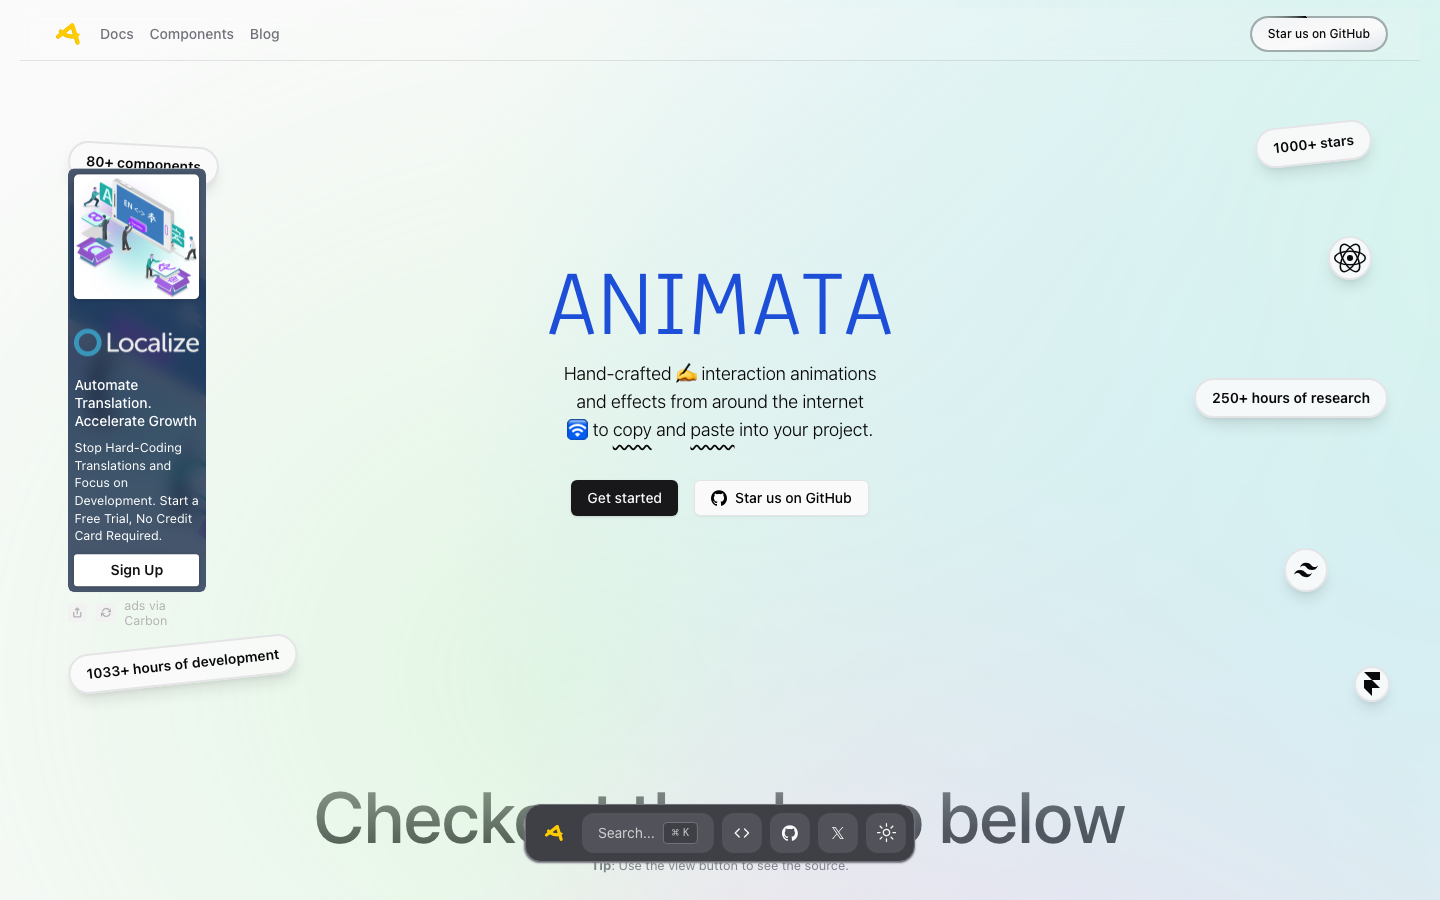 Docs
Components
Blog
Star us on GitHub
80+ components
1000+ stars
EN <->
Localize
Automate
Translation.
Accelerate Growth
Stop Hard-Coding
Translations and
Focus on
Development. Start a
Free Trial, No Credit
Card Required.
Sign Up
ads via
Carbon
ANIMATA
Hand-crafted ✍️ interaction animations
and effects from around the internet
🛜 to copy and paste into your project.
Get started
Star us on GitHub
250+ hours of research
1033+ hours of development
below
Search...
⌘ K
Tip: Use the view button to see the source.